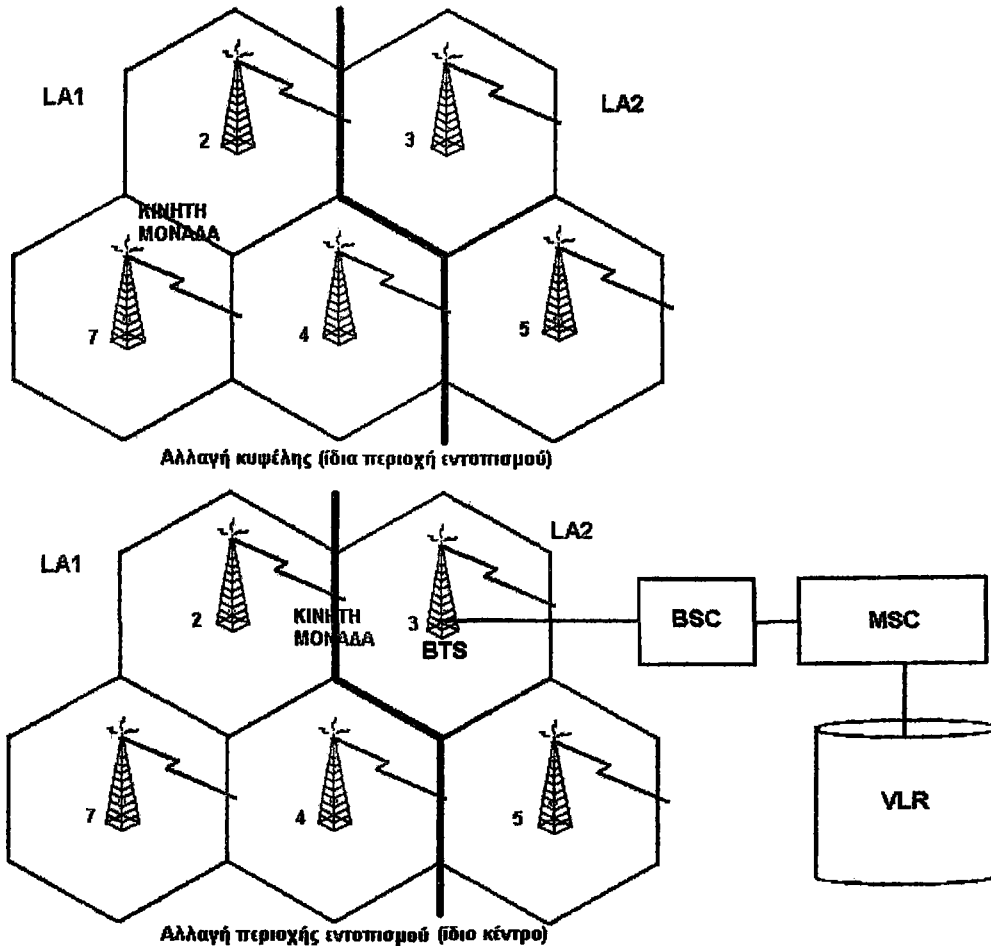 LA1
LA2
2
3
ΚΙΝΗΤΗ
ΜΟΝΑΔΑ
7
4
5
Αλλαγή κυψέλης (ίδια περιοχή εντοπισμού)
LA1
LA2
2
ΚΙΝΗΤΗ
ΜΟΝΑΔΑ
3
BTS
BSC
MSC
7
4
5
VLR
Αλλαγή περιοχής εντοπισμού (ίδιο κέντρο)